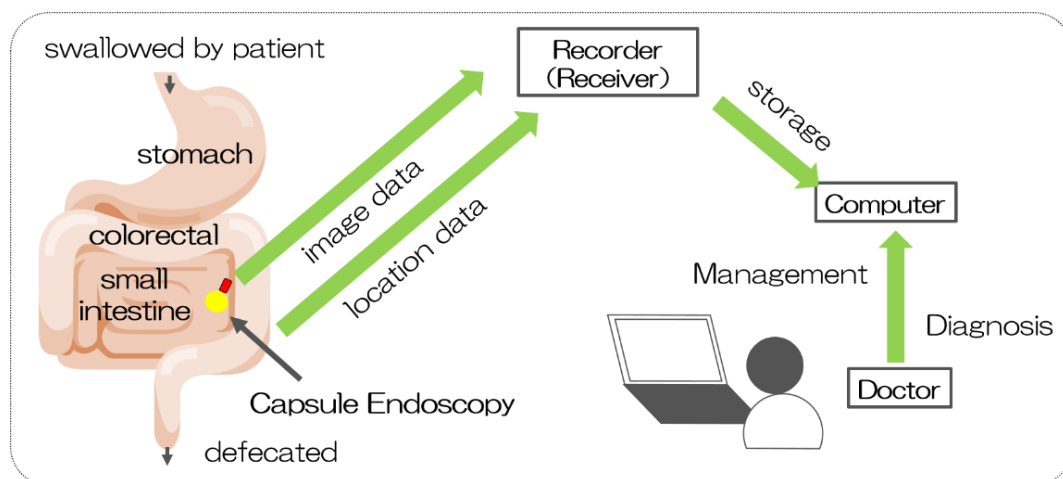 swallowed by patient
Recorder
(Receiver)
storage
stomach
image data
location data
colorectal
Computer
small
intestine
Management
Diagnosis
Capsule Endoscopy
Doctor
defecated